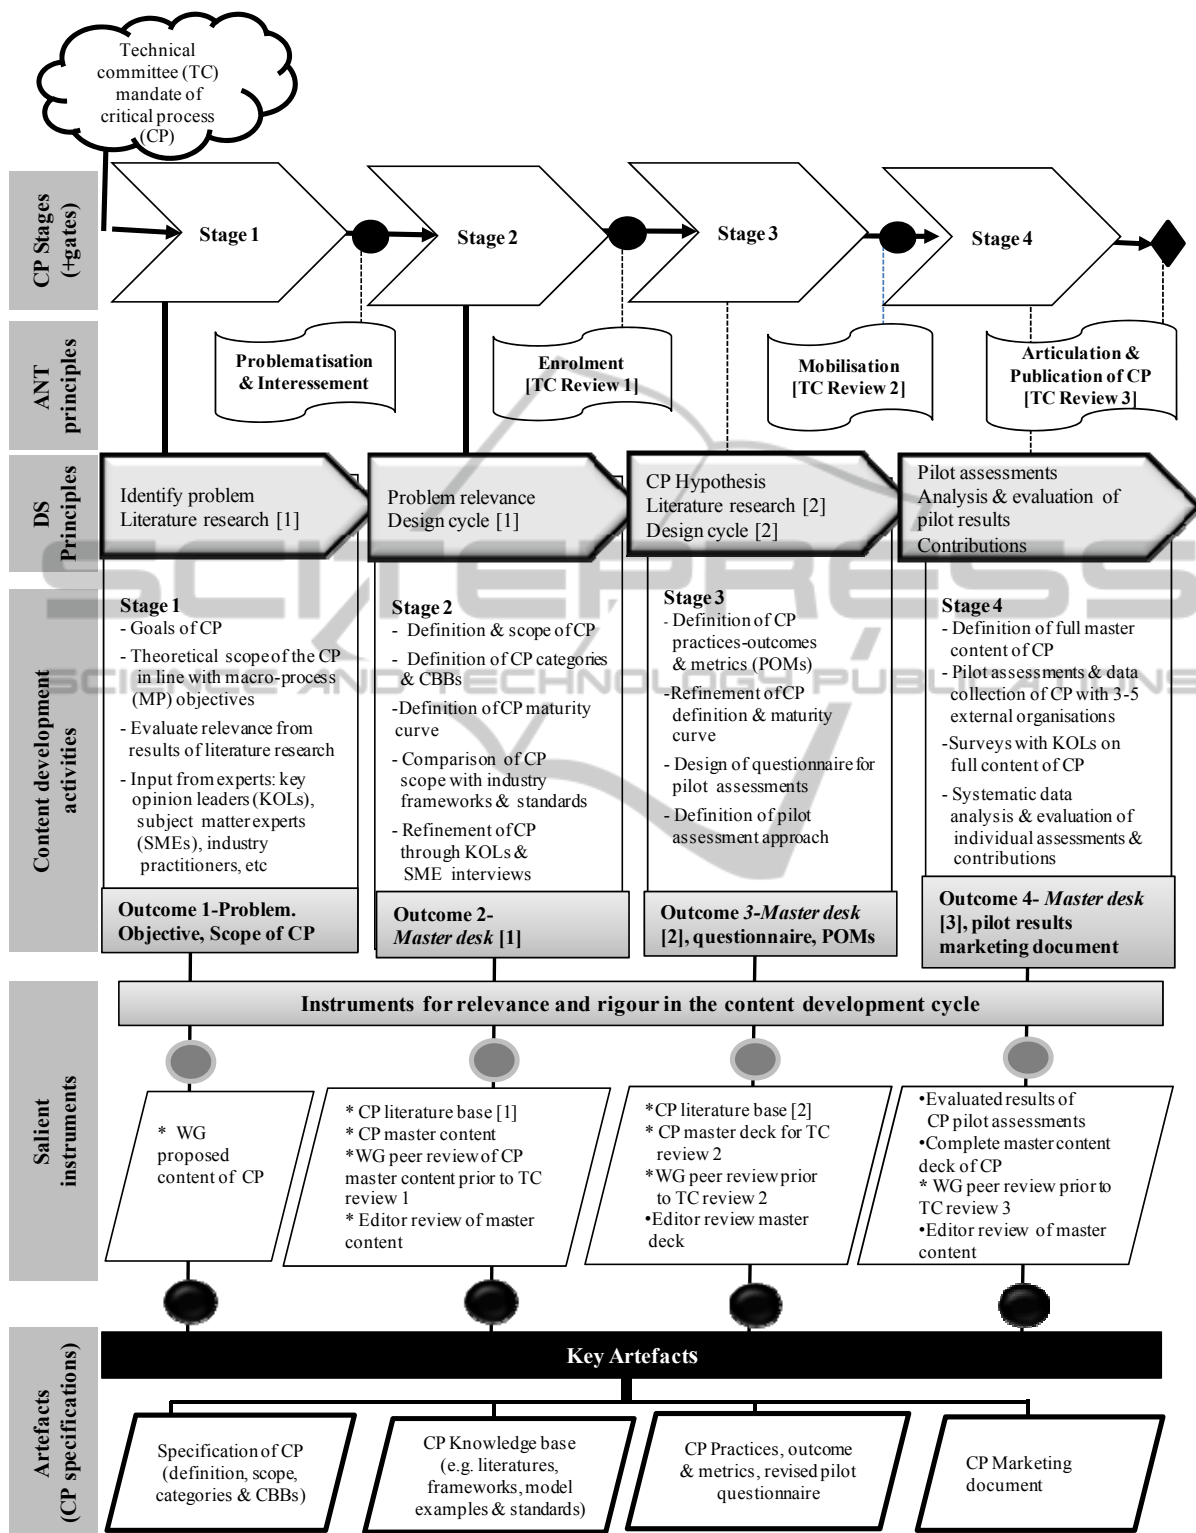 Technical
committee (TC)
mandate of
critical process
(CP)
CP Stages
(+gates)
Stage 1
Stage 2
Stage 3
Stage 4
ANT
principles
Problematisation
& Interessement
Enrolment
[TC Review 1]
Mobilisation
[TC Review 2]
Articulation &
Publication of CP
[TC Review 3]
DS
Principles
Identify problem
Literature research [1]
Problem relevance
Design cycle [1]
CP Hypothesis
Literature research [2]
Design cycle [2]
Pilot assessments
Analysis & evaluation of
pilot results
Contributions
SCITEPRESS
SCIENCE AND TECHNOLOGY PUBLICATIONS
Content development
activities
Stage 1
- Goals of CP
- Theoretical scope of the CP
in line with macro-process
(MP) objectives
- Evaluate relevance from
results of literature research
- Input from experts: key
opinion leaders (KOLs),
subject matter experts
(SMEs), industry
practitioners, etc
Outcome 1-Problem.
Objective, Scope of CP
Stage 2
- Definition & scope of CP
- Definition of CP categories
& CBBs
-Definition of CP maturity
curve
- Comparison of CP
scope with industry
frameworks & standards
- Refinement of CP
through KOLs &
SME interviews
Outcome 2-
Master desk [1]
Stage 3
- Definition of CP
practices-outcomes
& metrics (POMs)
-Refinement of CP
definition & maturity
curve
- Design of questionnaire for
pilot assessments
- Definition of pilot
assessment approach
Outcome 3-Master desk
[2], questionnaire, POMs
Stage 4
- Definition of full master
content of CP
- Pilot assessments & data
collection of CP with 3-5
external organisations
- Surveys with KOLs on
full content of CP
- Systematic data
analysis & evaluation of
individual assessments &
contributions
Outcome 4- Master desk
[3], pilot results
marketing document
Salient
instruments
Instruments for relevance and rigour in the content development cycle
* WG
proposed
content of CP
* CP literature base [1]
* CP master content
*WG peer review of CP
master content prior to TC
review 1
* Editor review of master
content
*CP literature base [2]
* CP master deck for TC
review 2
*WG peer review prior
to TC review 2
•Editor review master
deck
•Evaluated results of
CP pilot assessments
•Complete master content
deck of CP
* WG peer review prior to
TC review 3
•Editor review of master
content
Artefacts
(CP specifications)
Key Artefacts
Specification of CP
(definition, scope,
categories & CBBs)
CP Knowledge base
(e.g. literatures,
frameworks, model
examples & standards)
CP Practices, outcome
& metrics, revised pilot
questionnaire
CP Marketing
document